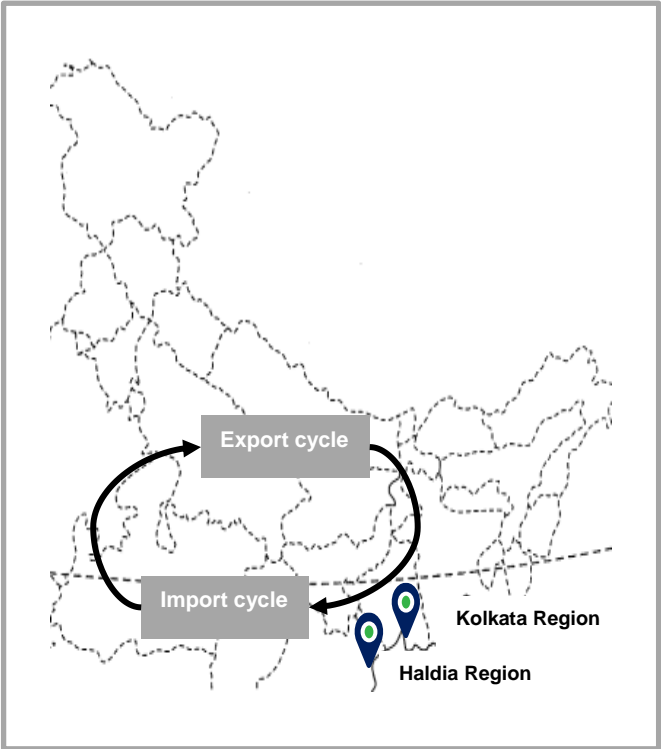 Export cycle
Import cycle
Kolkata Region
Haldia Region